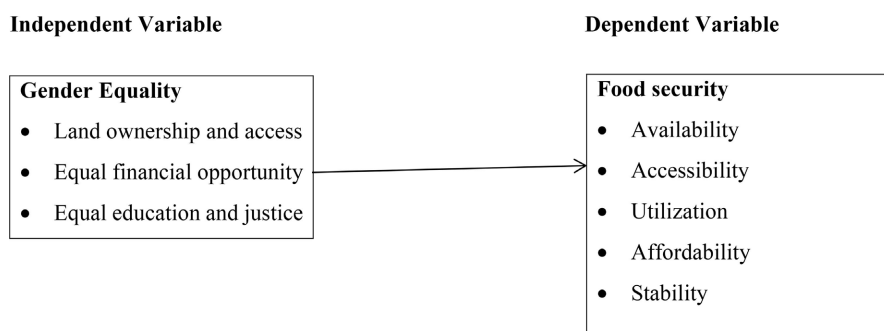 Independent Variable
Dependent Variable
Gender Equality
• Land ownership and access
• Equal financial opportunity
• Equal education and justice
Food security
• Availability
• Accessibility
• Utilization
• Affordability
• Stability